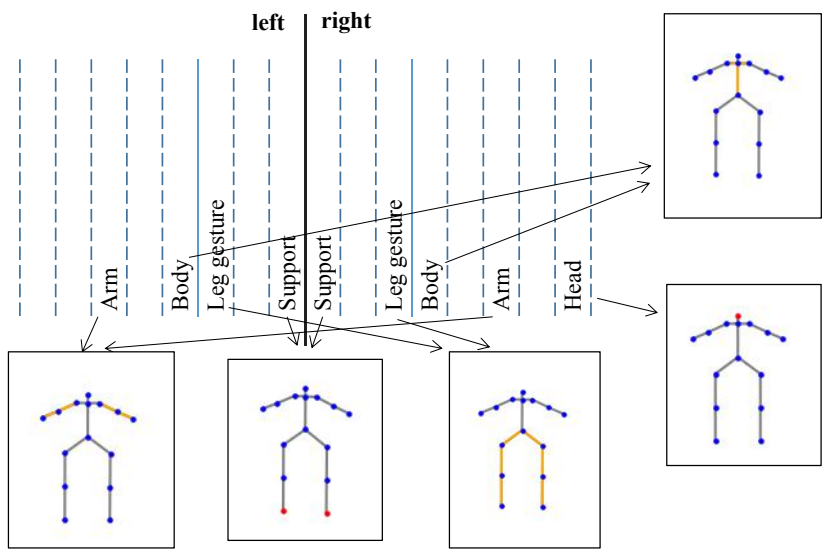 left
right
Arm
Body
Leg gesture
Support
Support
Leg gesture
Body
Arm
Head